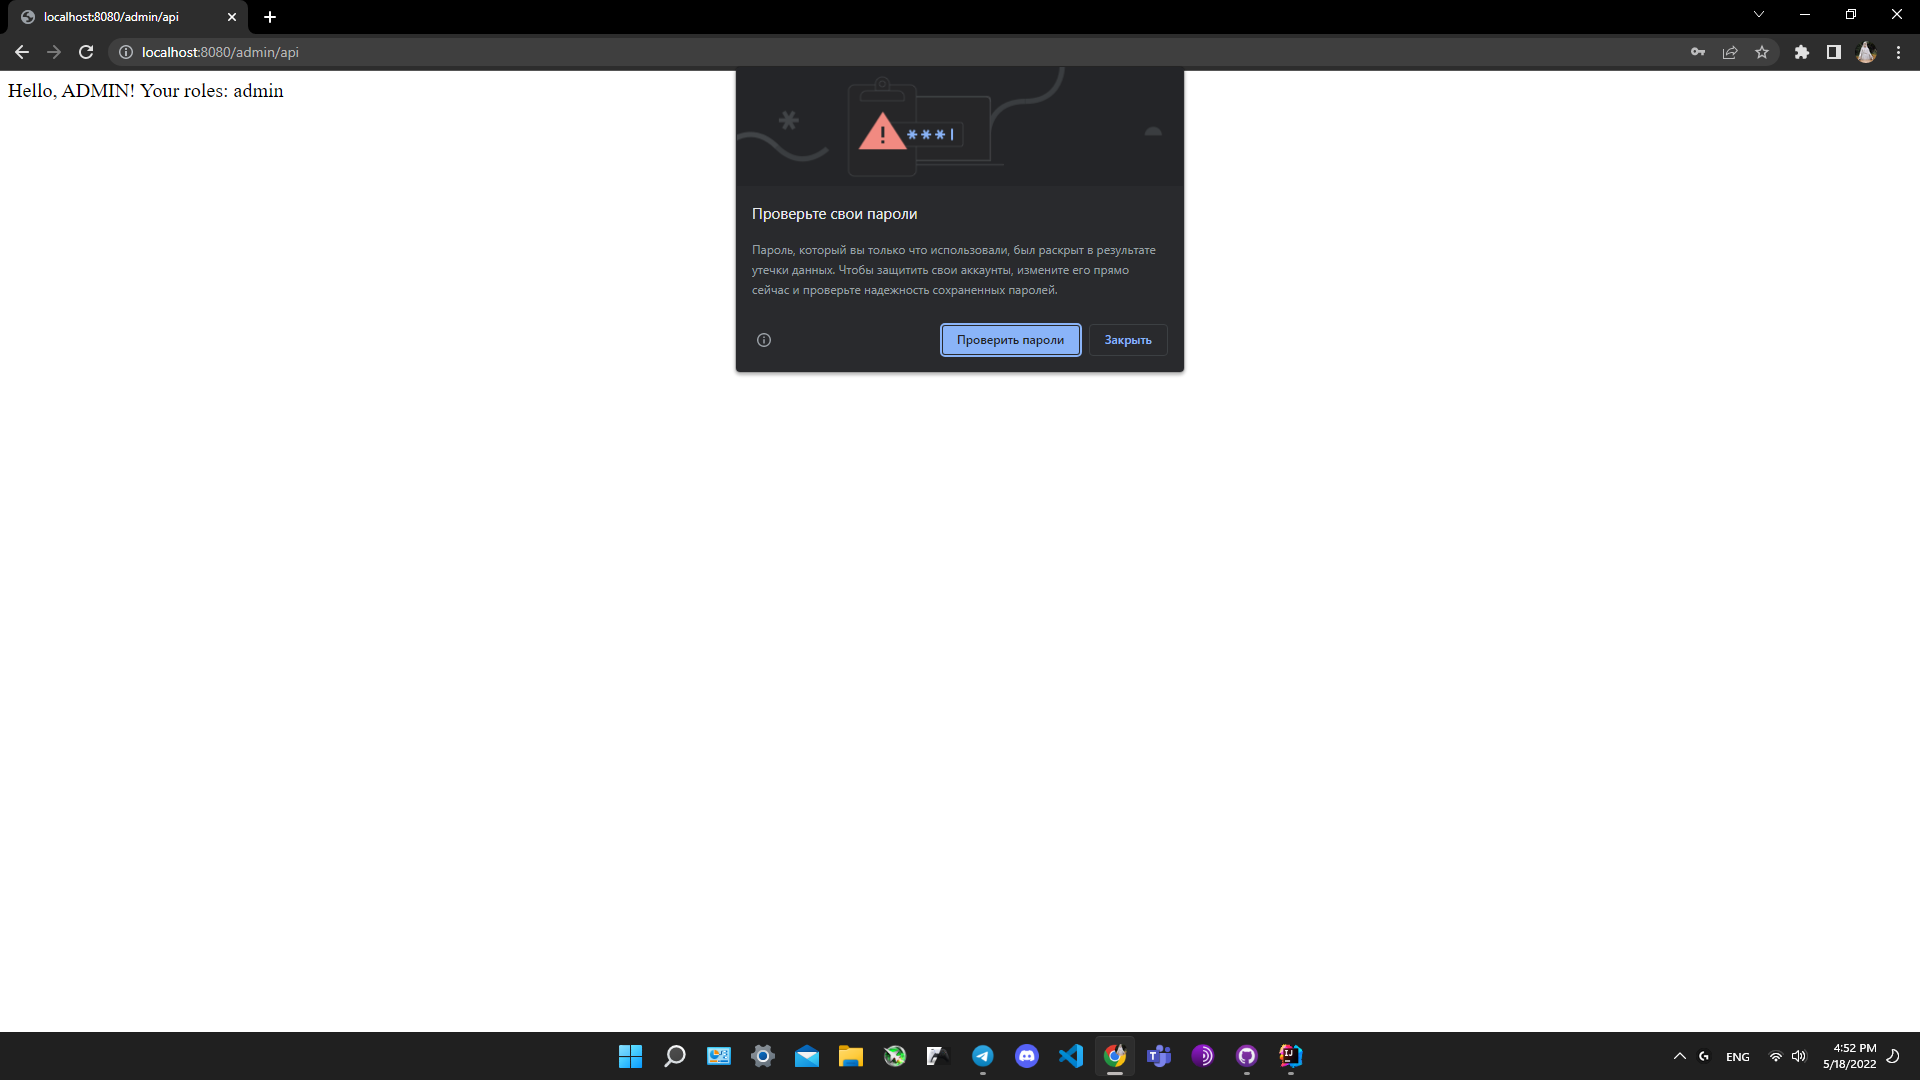 localhost:8080/admin/api
localhost:8080/admin/api
Hello, ADMIN! Your roles: admin
***|
Проверьте свои пароли
Пароль, который вы только что использовали, был раскрыт в результате
утечки данных. Чтобы защитить свои аккаунты, измените его прямо
сейчас и проверьте надежность сохраненных паролей.
Проверить пароли
Закрыть
ENG
4:52 PM
5/18/2022